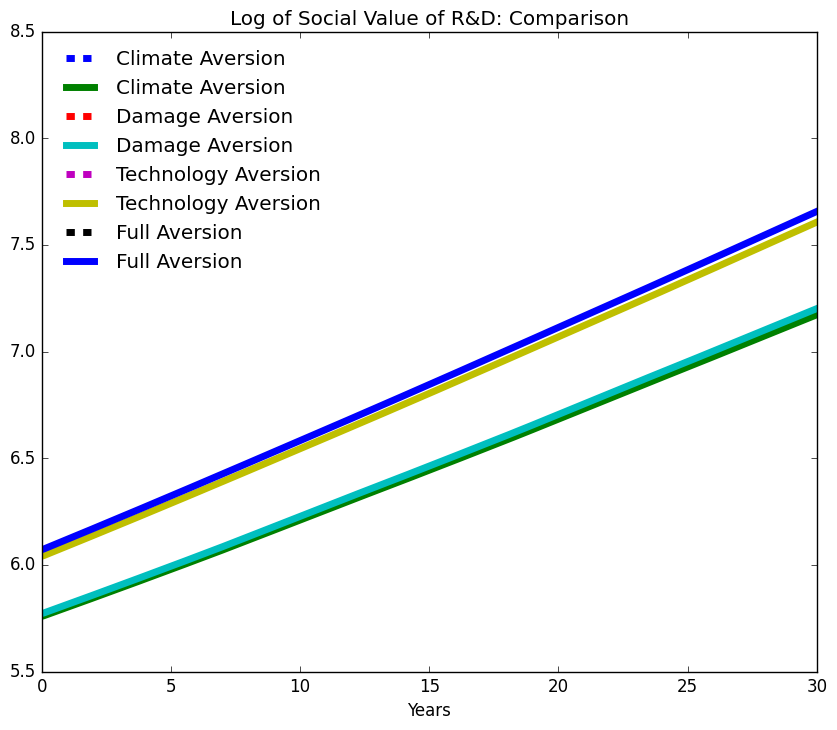 Log of Social Value of R&D: Comparison
8.5
8.0
7.5
7.0
6.5
6.0
5.5
Climate Aversion
Climate Aversion
Damage Aversion
Damage Aversion
Technology Aversion
Technology Aversion
Full Aversion
Full Aversion
0 5 10 15 20 25 30
Years